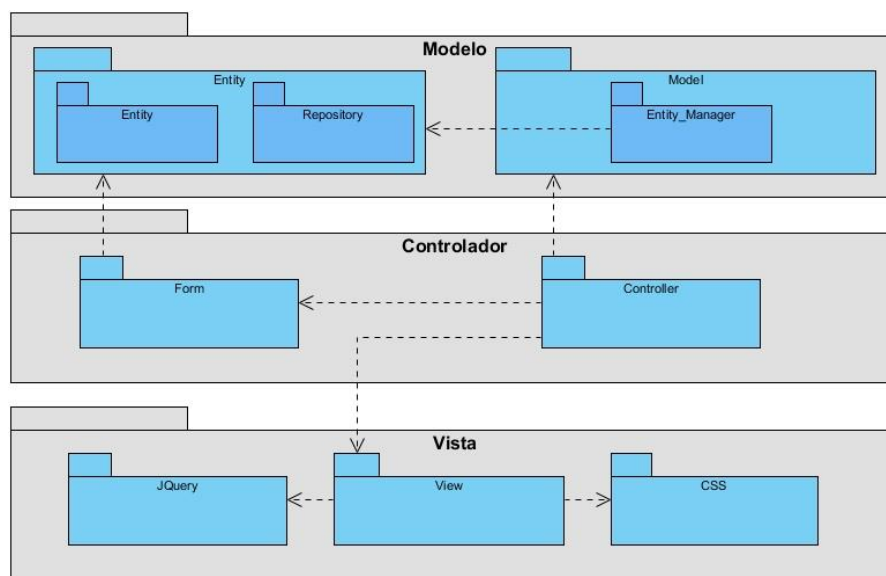 Modelo
Entity
Entity
Repository
Model
Entity_Manager
Controlador
Form
Controller
Vista
JQuery
View
CSS